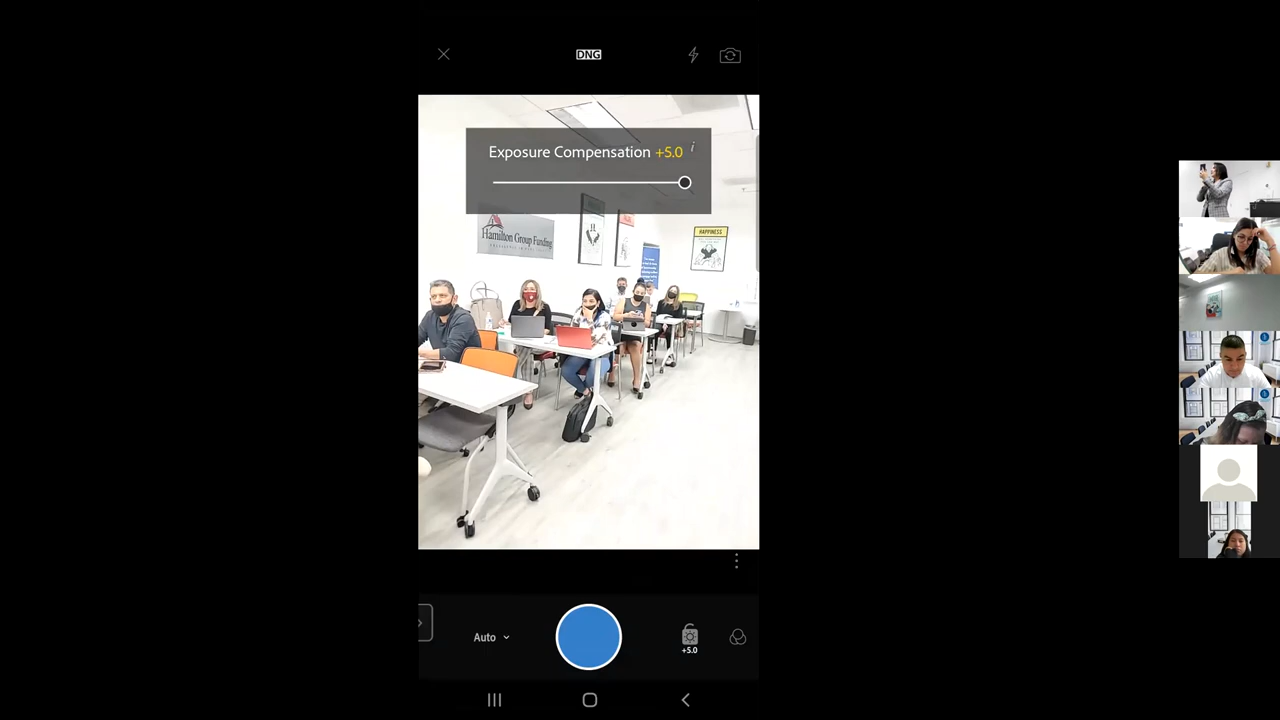 DNG
Exposure Compensation +5.0 i
Hamilton Group Funding
HAPPINESS
Auto
+5.0